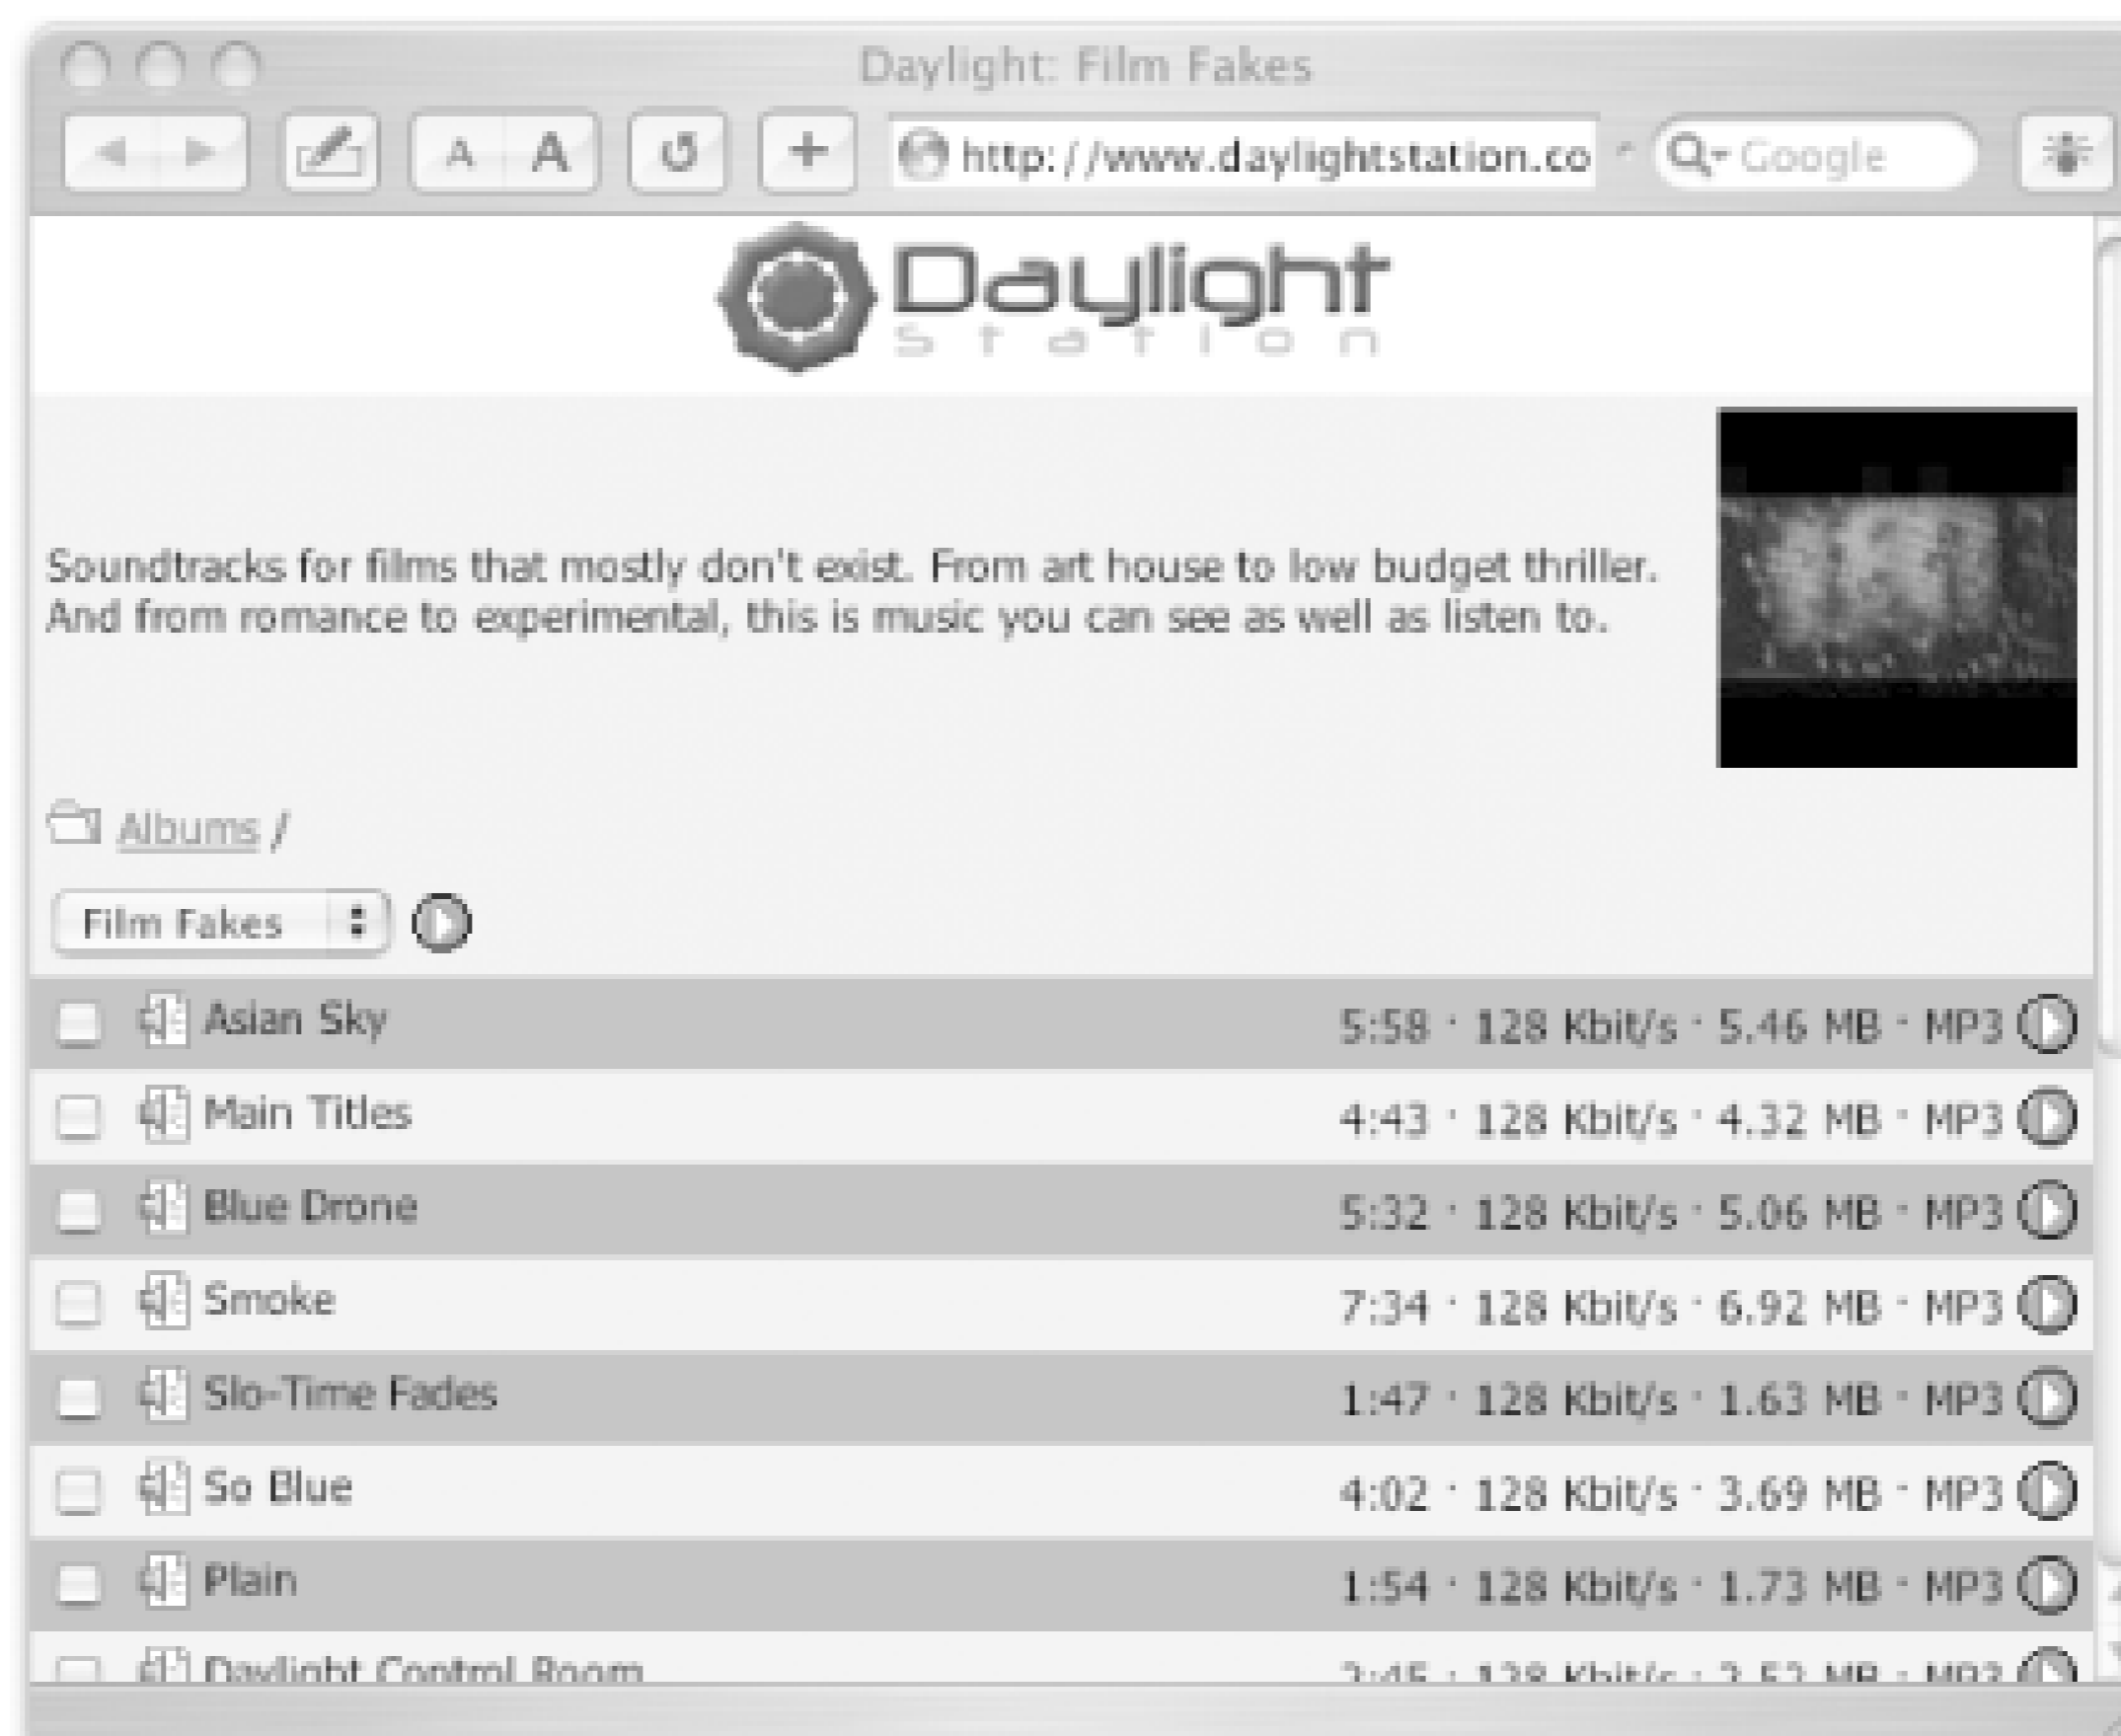 Daylight: Film Fakes
A A + http://www.daylightstation.co Google
Daylight
Station
Soundtracks for films that mostly don't exist. From art house to low budget thriller.
And from romance to experimental, this is music you can see as well as listen to.
Albums /
Film Fakes
Asian Sky 5:58 · 128 Kbit/s · 5.46 MB · MP3
Main Titles 4:43 · 128 Kbit/s · 4.32 MB · MP3
Blue Drone 5:32 · 128 Kbit/s · 5.06 MB · MP3
Smoke 7:34 · 128 Kbit/s · 6.92 MB · MP3
Slo-Time Fades 1:47 · 128 Kbit/s · 1.63 MB · MP3
So Blue 4:02 · 128 Kbit/s · 3.69 MB · MP3
Plain 1:54 · 128 Kbit/s · 1.73 MB · MP3
Daylight Control Room 128 Kbit/s · MB · MP3